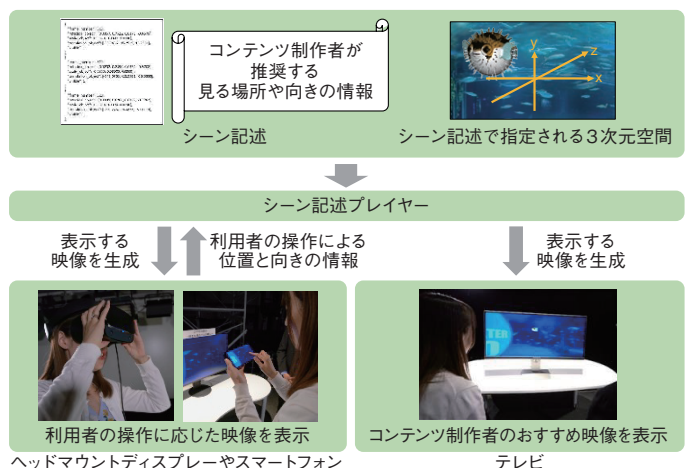 コンテンツ制作者が
推奨する
見る場所や向きの情報
y
z
x
シーン記述
シーン記述で指定される3次元空間
シーン記述プレイヤー
表示する
映像を生成
利用者の操作による
位置と向きの情報
表示する
映像を生成
利用者の操作に応じた映像を表示
コンテンツ制作者のおすすめ映像を表示
ヘッドマウントディスプレーやスマートフォン
テレビ